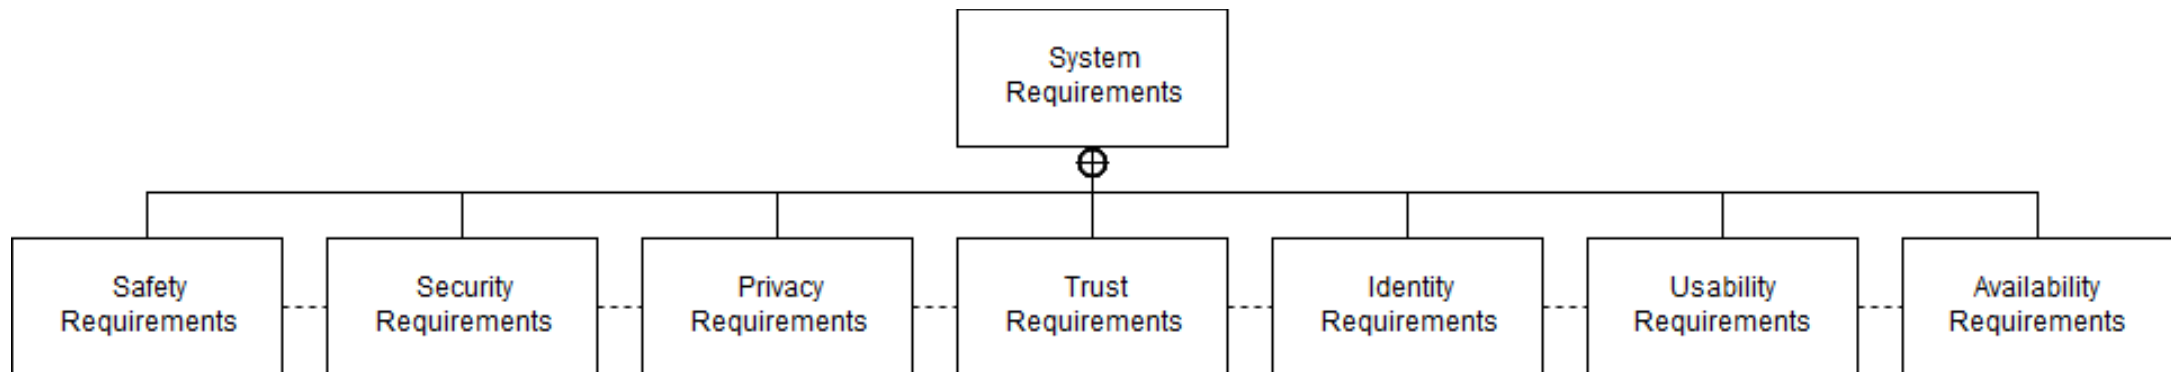 System
Requirements
Safety
Requirements
Security
Requirements
Privacy
Requirements
Trust
Requirements
Identity
Requirements
Usability
Requirements
Availability
Requirements